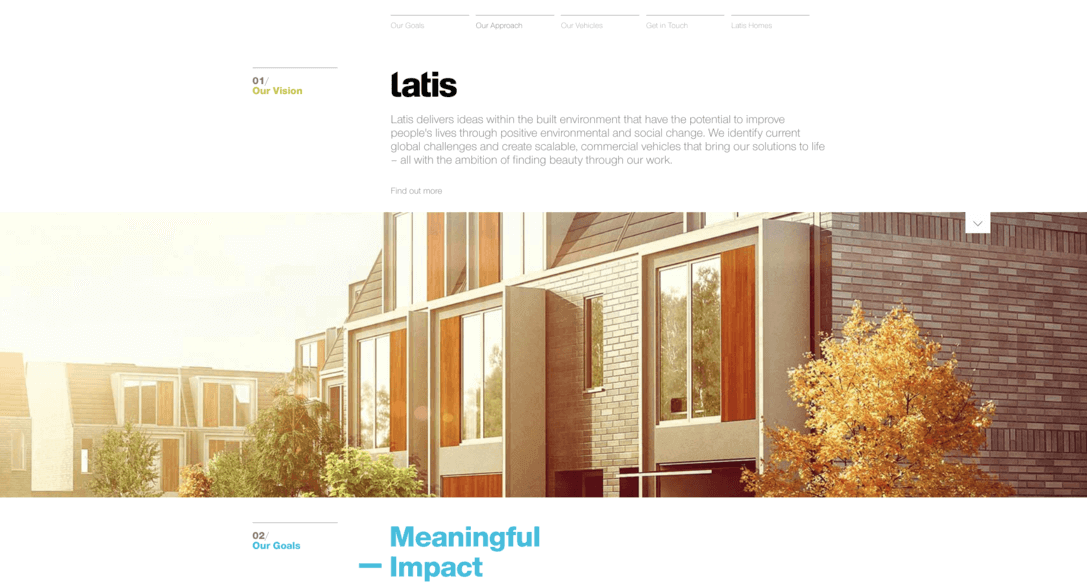 Our Goals
Our Approach
Our Vehicles
Get in Touch
Latis Homes
01/
Our Vision
latis
Latis delivers ideas within the built environment that have the potential to improve
people's lives through positive environmental and social change. We identify current
global challenges and create scalable, commercial vehicles that bring our solutions to life
– all with the ambition of finding beauty through our work.
Find out more
02/
Our Goals
Meaningful
— Impact